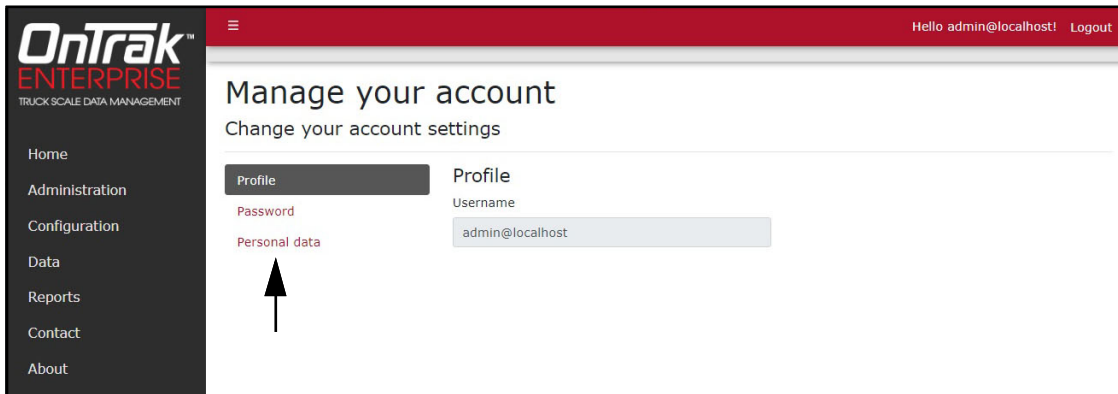 OnTrak™
ENTERPRISE
TRUCK SCALE DATA MANAGEMENT
Home
Administration
Configuration
Data
Reports
Contact
About
☰
Hello admin@localhost! Logout
Manage your account
Change your account settings
Profile
Password
Personal data
Profile
Username
admin@localhost